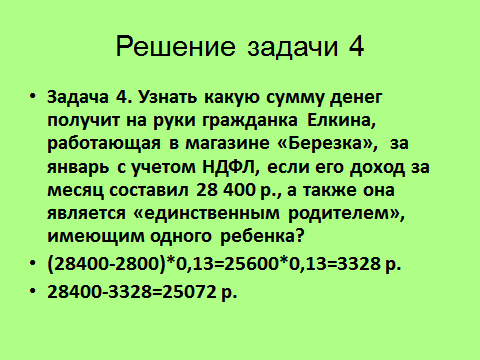 Решение задачи 4
• Задача 4. Узнать какую сумму денег
получит на руки гражданка Елкина,
работающая в магазине «Березка», за
январь с учетом НДФЛ, если его доход за
месяц составил 28 400 р., а также она
является «единственным родителем»,
имеющим одного ребенка?
• (28400-2800)*0,13=25600*0,13=3328 р.
• 28400-3328=25072 р.